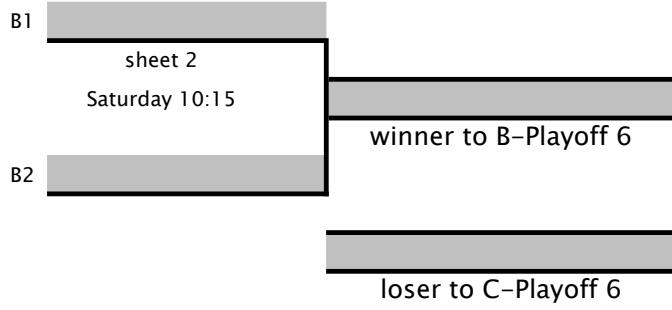 B1
sheet 2
Saturday 10:15
winner to B-Playoff 6
B2
loser to C-Playoff 6